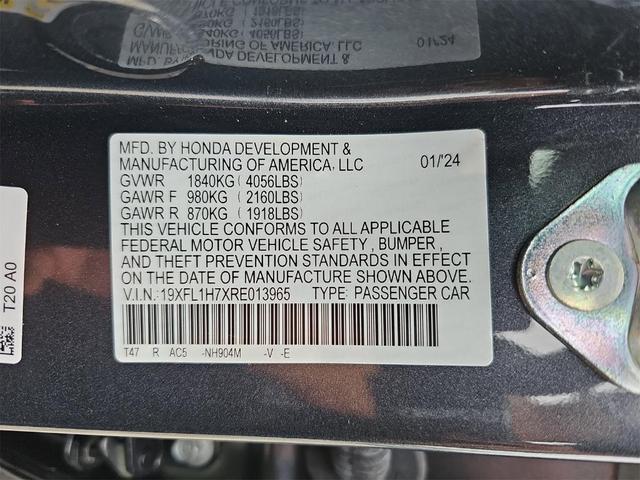 MFD. BY HONDA DEVELOPMENT &
MANUFACTURING OF AMERICA, LLC 01/'24
GVWR 1840KG ( 4056LBS)
GAWR F 980KG ( 2160LBS)
GAWR R 870KG ( 1918LBS)
THIS VEHICLE CONFORMS TO ALL APPLICABLE
FEDERAL MOTOR VEHICLE SAFETY , BUMPER ,
AND THEFT PREVENTION STANDARDS IN EFFECT
ON THE DATE OF MANUFACTURE SHOWN ABOVE.
V.I.N.:19XFL1H7XRE013965 TYPE: PASSENGER CAR
T47 R AC5 -NH904M -V -E
T20 A0